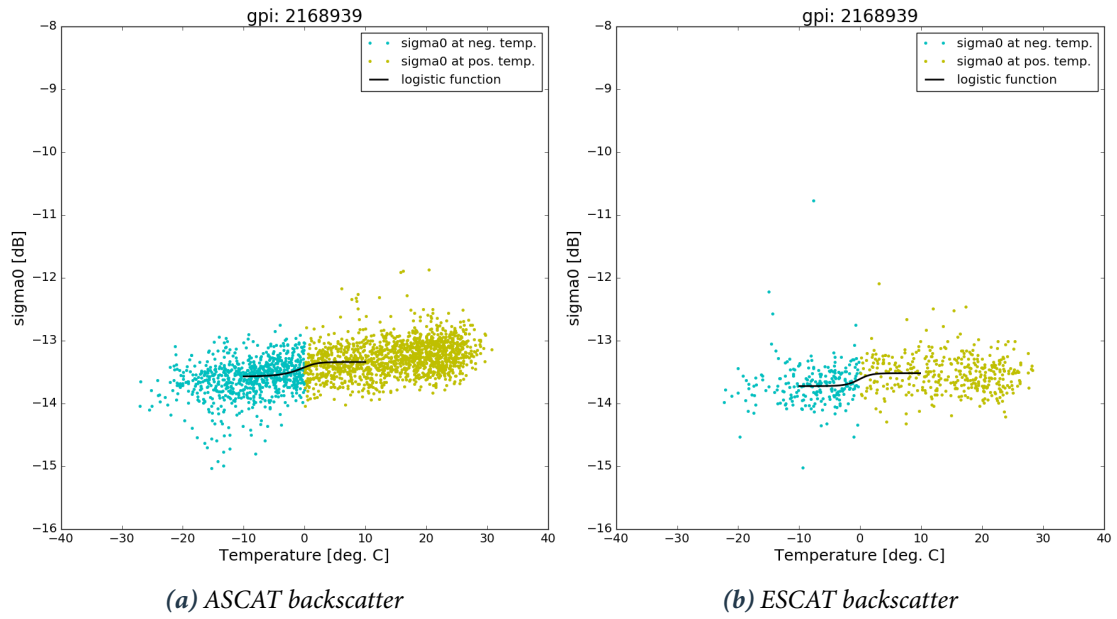 gpi: 2168939
sigma0 at neg. temp.
sigma0 at pos. temp.
logistic function
sigma0 [dB]
−8
−9
−10
−11
−12
−13
−14
−15
−16
−40
−30
−20
−10
0
10
20
30
40
Temperature [deg. C]
(a) ASCAT backscatter
gpi: 2168939
sigma0 at neg. temp.
sigma0 at pos. temp.
logistic function
sigma0 [dB]
−8
−9
−10
−11
−12
−13
−14
−15
−16
−40
−30
−20
−10
0
10
20
30
40
Temperature [deg. C]
(b) ESCAT backscatter